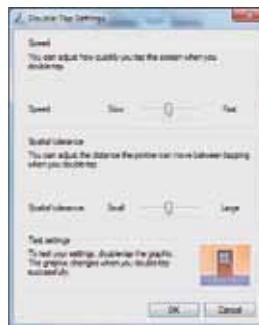 Double-Tap Settings
Speed
You can adjust how quickly you tap the screen when you
double-tap.
Speed Slow Fast
Spatial tolerance
You can adjust the distance the pointer can move between tapping
when you double-tap.
Spatial tolerance Small Large
Test settings
To test your settings, double-tap the graphic.
The graphic changes when you double-tap
successfully.
OK Cancel